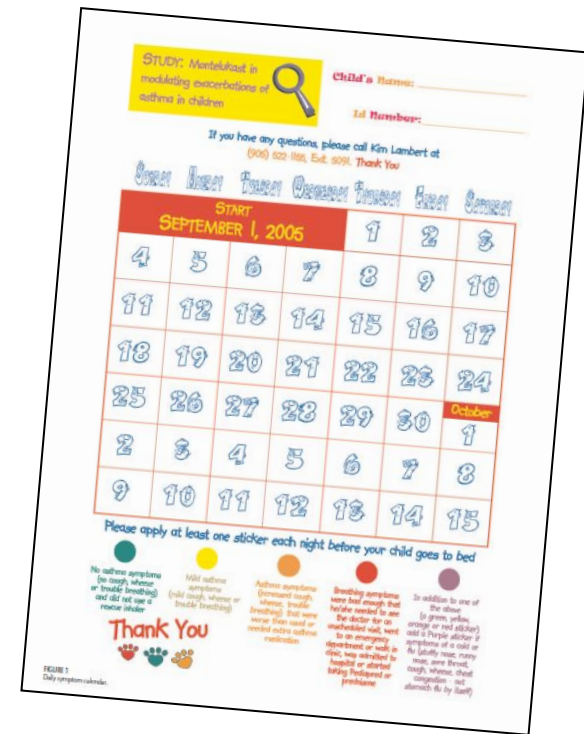 STUDY: Montelukast in
modulating exacerbations of
asthma in children
Child's Name:
Id Number:
If you have any questions, please call Kim Lambert at
(905) 522-1155, Ext. 5091. Thank You
Sunday Monday Tuesday Wednesday Thursday Friday Saturday
START
SEPTEMBER 1, 2005
1 2 3
4 5 6 7 8 9 10
11 12 13 14 15 16 17
18 19 20 21 22 23 24
25 26 27 28 29 30 October 1
2 3 4 5 6 7 8
9 10 11 12 13 14 15
Please apply at least one sticker each night before your child goes to bed
No asthma symptoms
(no cough, wheeze
or trouble breathing)
and did not use a
rescue inhaler
Mild asthma
symptoms
(mild cough, wheeze or
trouble breathing)
Asthma symptoms
(increased cough,
wheeze, trouble
breathing) that were
worse than usual or
needed extra asthma
medication
Breathing symptoms
were bad enough that
he/she needed to see
the doctor for an
unscheduled visit, went
to an emergency
department or walk in
clinic, was admitted to
hospital or started
taking Pediapred or
prednisone
In addition to one of
the above
(a green, yellow,
orange or red sticker)
add a Purple sticker if
symptoms of a cold or
flu (stuffy nose, runny
nose, sore throat,
cough, wheeze, chest
congestion - not
stomach flu by itself)
Thank You
FIGURE 1
Daily symptom calendar.